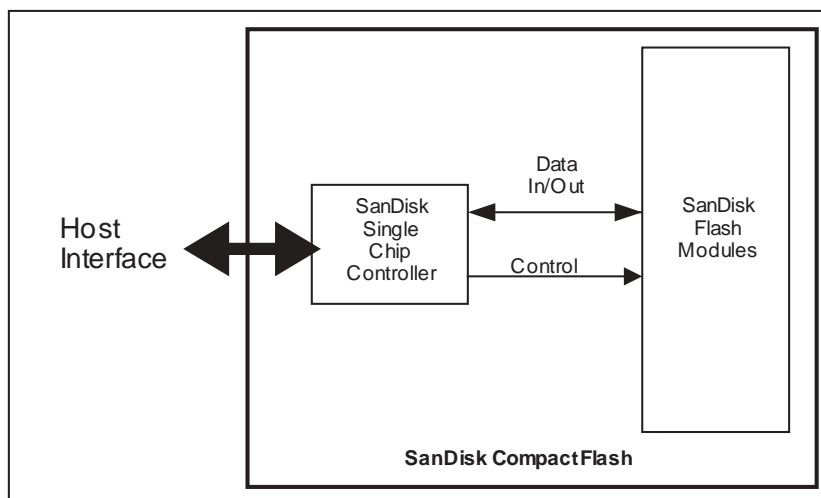 Host
Interface
SanDisk
Single
Chip
Controller
Data
In/Out
Control
SanDisk
Flash
Modules
SanDisk CompactFlash